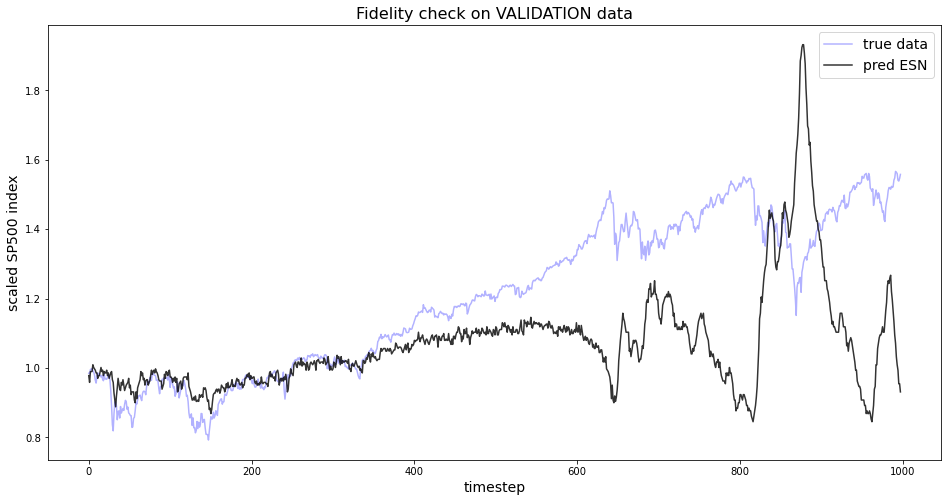 Fidelity check on VALIDATION data
true data
pred ESN
scaled SP500 index
1.8
1.6
1.4
1.2
1.0
0.8
0
200
400
600
800
1000
timestep